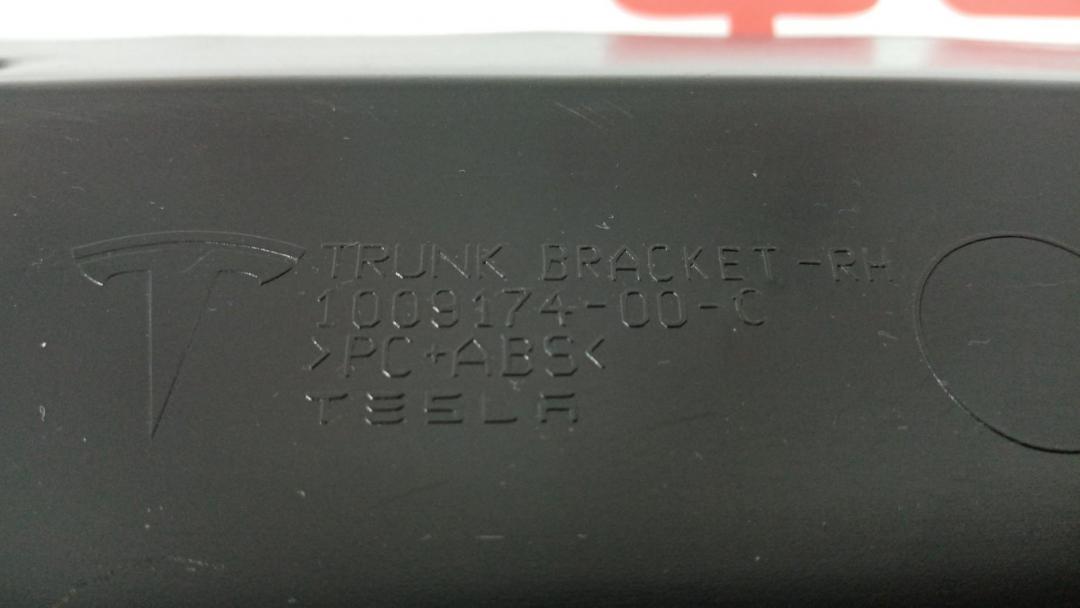 TRUNK BRACKET -RH
1009174-00-C
>PC+ABS<
TESLA